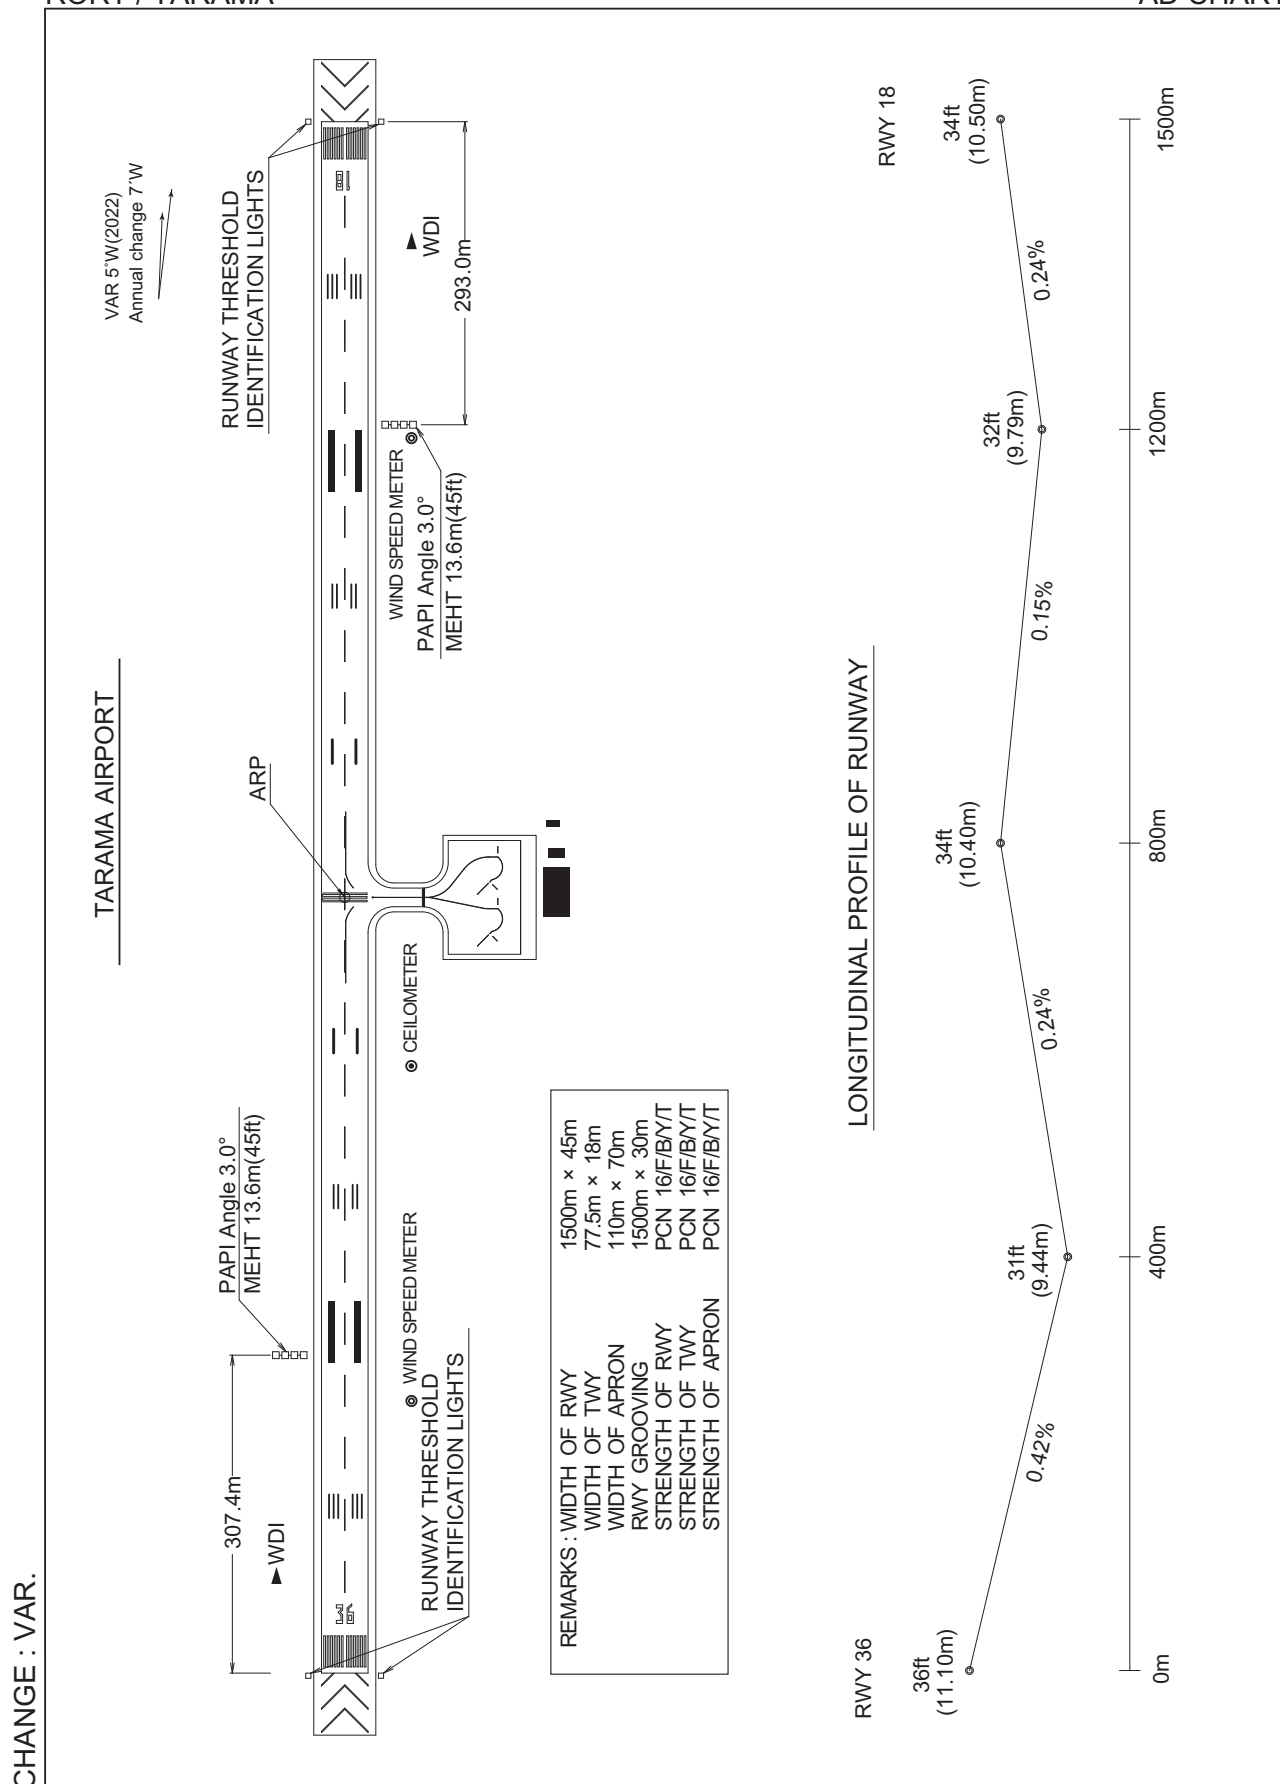 CHANGE : VAR.
TARAMA AIRPORT
VAR 5°W(2022)
Annual change 7'W
RUNWAY THRESHOLD
IDENTIFICATION LIGHTS
ARP
PAPI Angle 3.0°
MEHT 13.6m(45ft)
307.4m
WDI
36
18
WDI
293.0m
WIND SPEED METER
PAPI Angle 3.0°
MEHT 13.6m(45ft)
CEILOMETER
WIND SPEED METER
RUNWAY THRESHOLD
IDENTIFICATION LIGHTS
REMARKS : WIDTH OF RWY 1500m × 45m
WIDTH OF TWY 77.5m × 18m
WIDTH OF APRON 110m × 70m
RWY GROOVING 1500m × 30m
STRENGTH OF RWY PCN 16/F/B/Y/T
STRENGTH OF TWY PCN 16/F/B/Y/T
STRENGTH OF APRON PCN 16/F/B/Y/T
LONGITUDINAL PROFILE OF RUNWAY
RWY 36
RWY 18
36ft
(11.10m)
31ft
(9.44m)
34ft
(10.40m)
32ft
(9.79m)
34ft
(10.50m)
0.42%
0.24%
0.15%
0.24%
0m
400m
800m
1200m
1500m